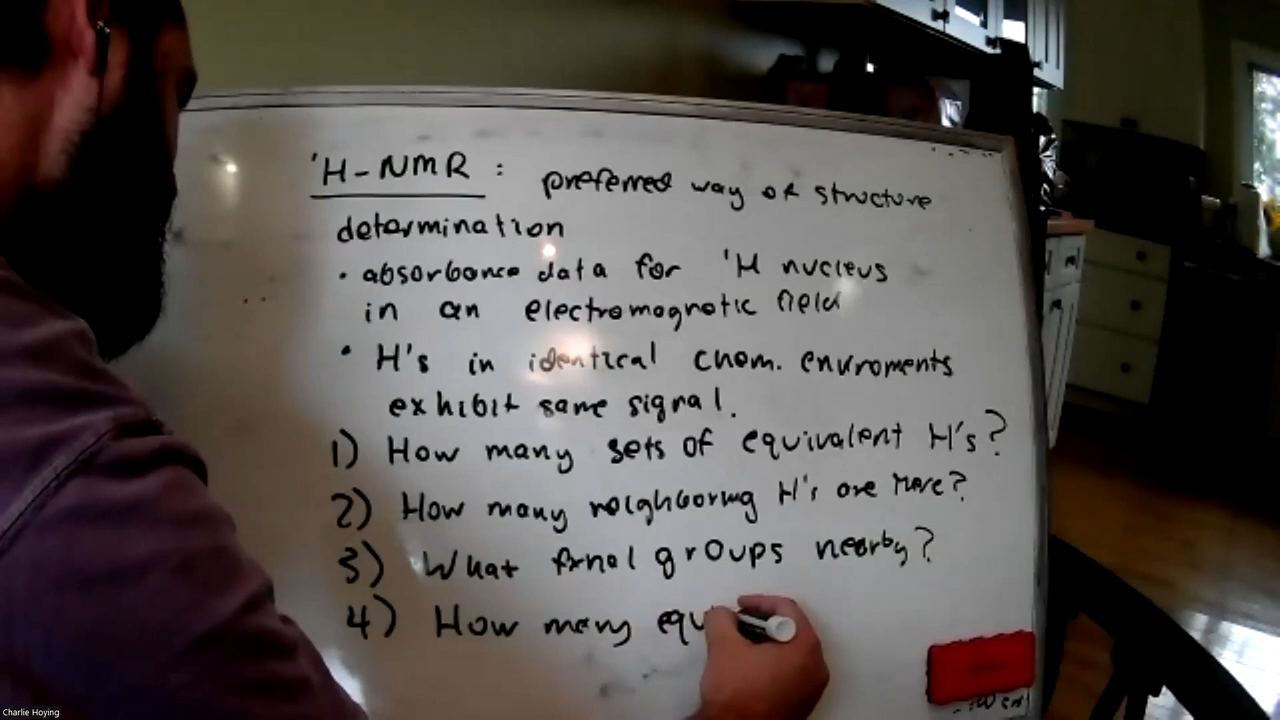 'H-NMR : preferred way of structure
determination
• absorbance data for 'H nucleus
in an electromagnetic field
• H's in identical chem. enviroments
exhibit same signal.
1) How many sets of equivalent H's?
2) How many neighboring H's are there?
3) What fxnal groups nearby?
4) How many equ
Charlie Hoying